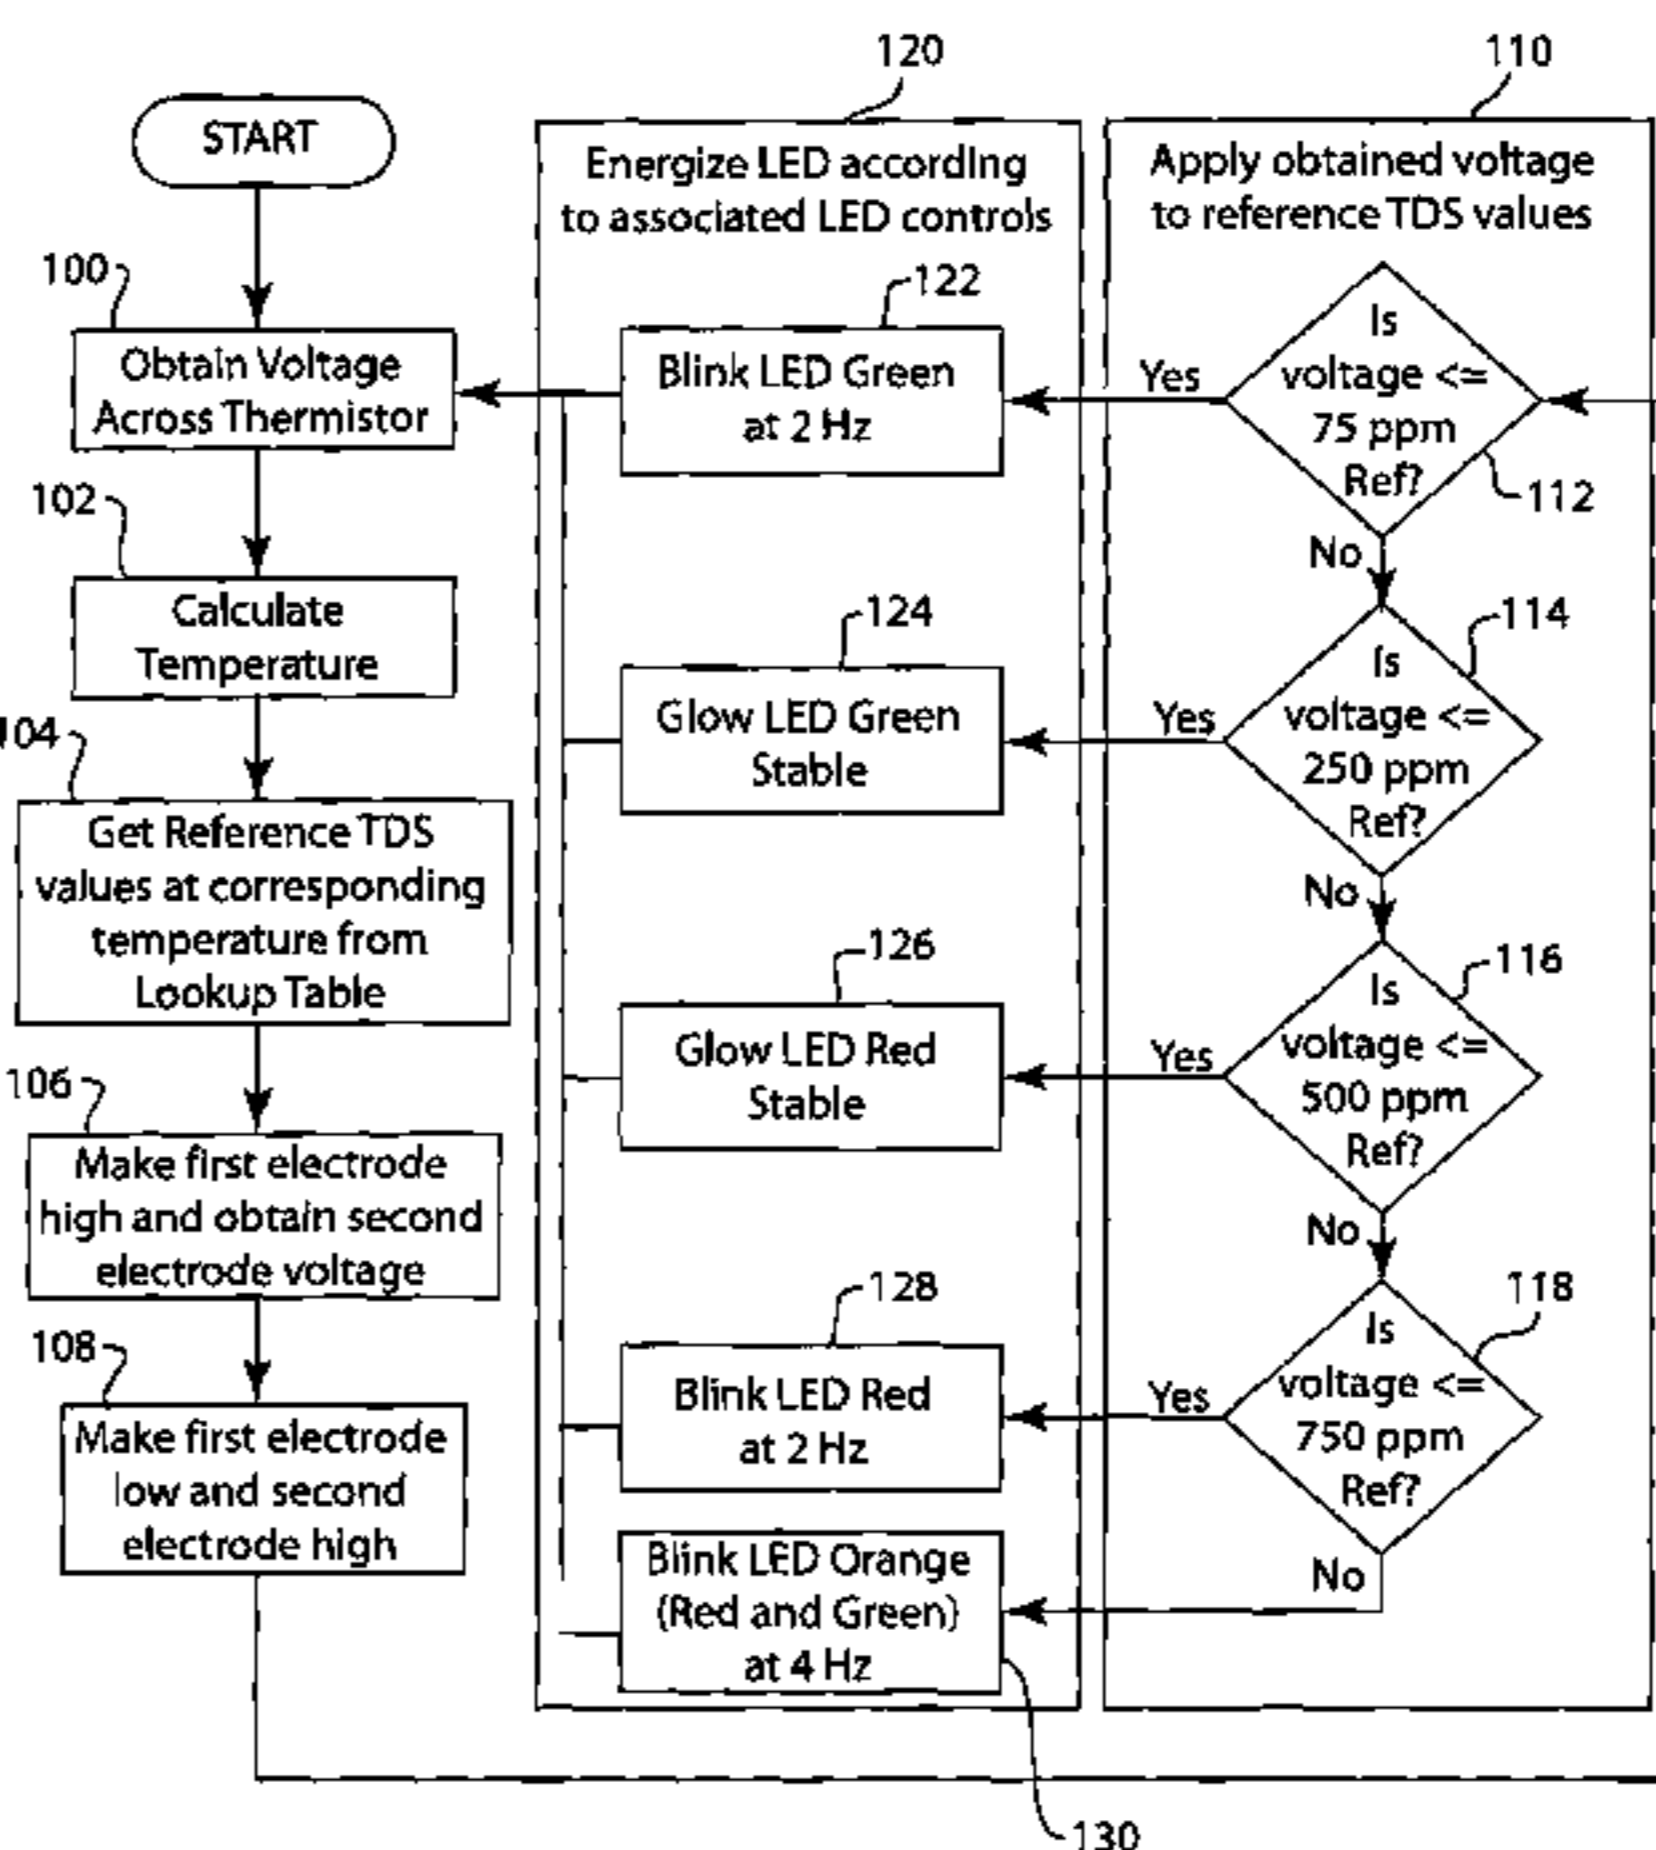 START
100
Obtain Voltage
Across Thermistor
102
Calculate
Temperature
104
Get Reference TDS
values at corresponding
temperature from
Lookup Table
106
Make first electrode
high and obtain second
electrode voltage
108
Make first electrode
low and second
electrode high
120
Energize LED according
to associated LED controls
122
Blink LED Green
at 2 Hz
124
Glow LED Green
Stable
126
Glow LED Red
Stable
128
Blink LED Red
at 2 Hz
Blink LED Orange
(Red and Green)
at 4 Hz
130
110
Apply obtained voltage
to reference TDS values
Is
voltage <=
75 ppm
Ref?
112
Yes
No
114
Is
voltage <=
250 ppm
Ref?
Yes
No
116
Is
voltage <=
500 ppm
Ref?
Yes
No
118
Is
voltage <=
750 ppm
Ref?
Yes
No